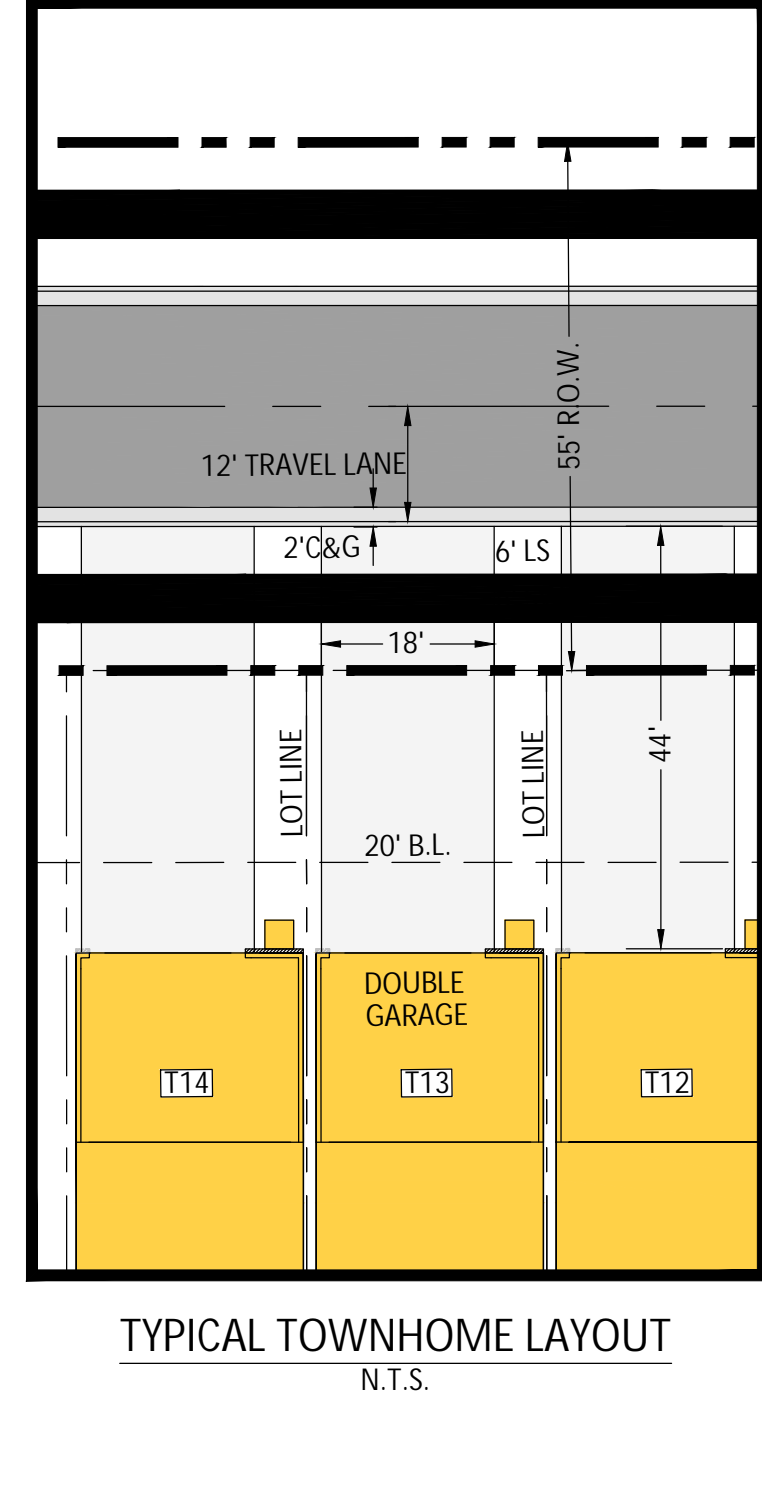 55' R.O.W.
12' TRAVEL LANE
2'C&G
6' LS
18'
LOT LINE
LOT LINE
44'
20' B.L.
DOUBLE
GARAGE
T14
T13
T12
TYPICAL TOWNHOME LAYOUT
N.T.S.